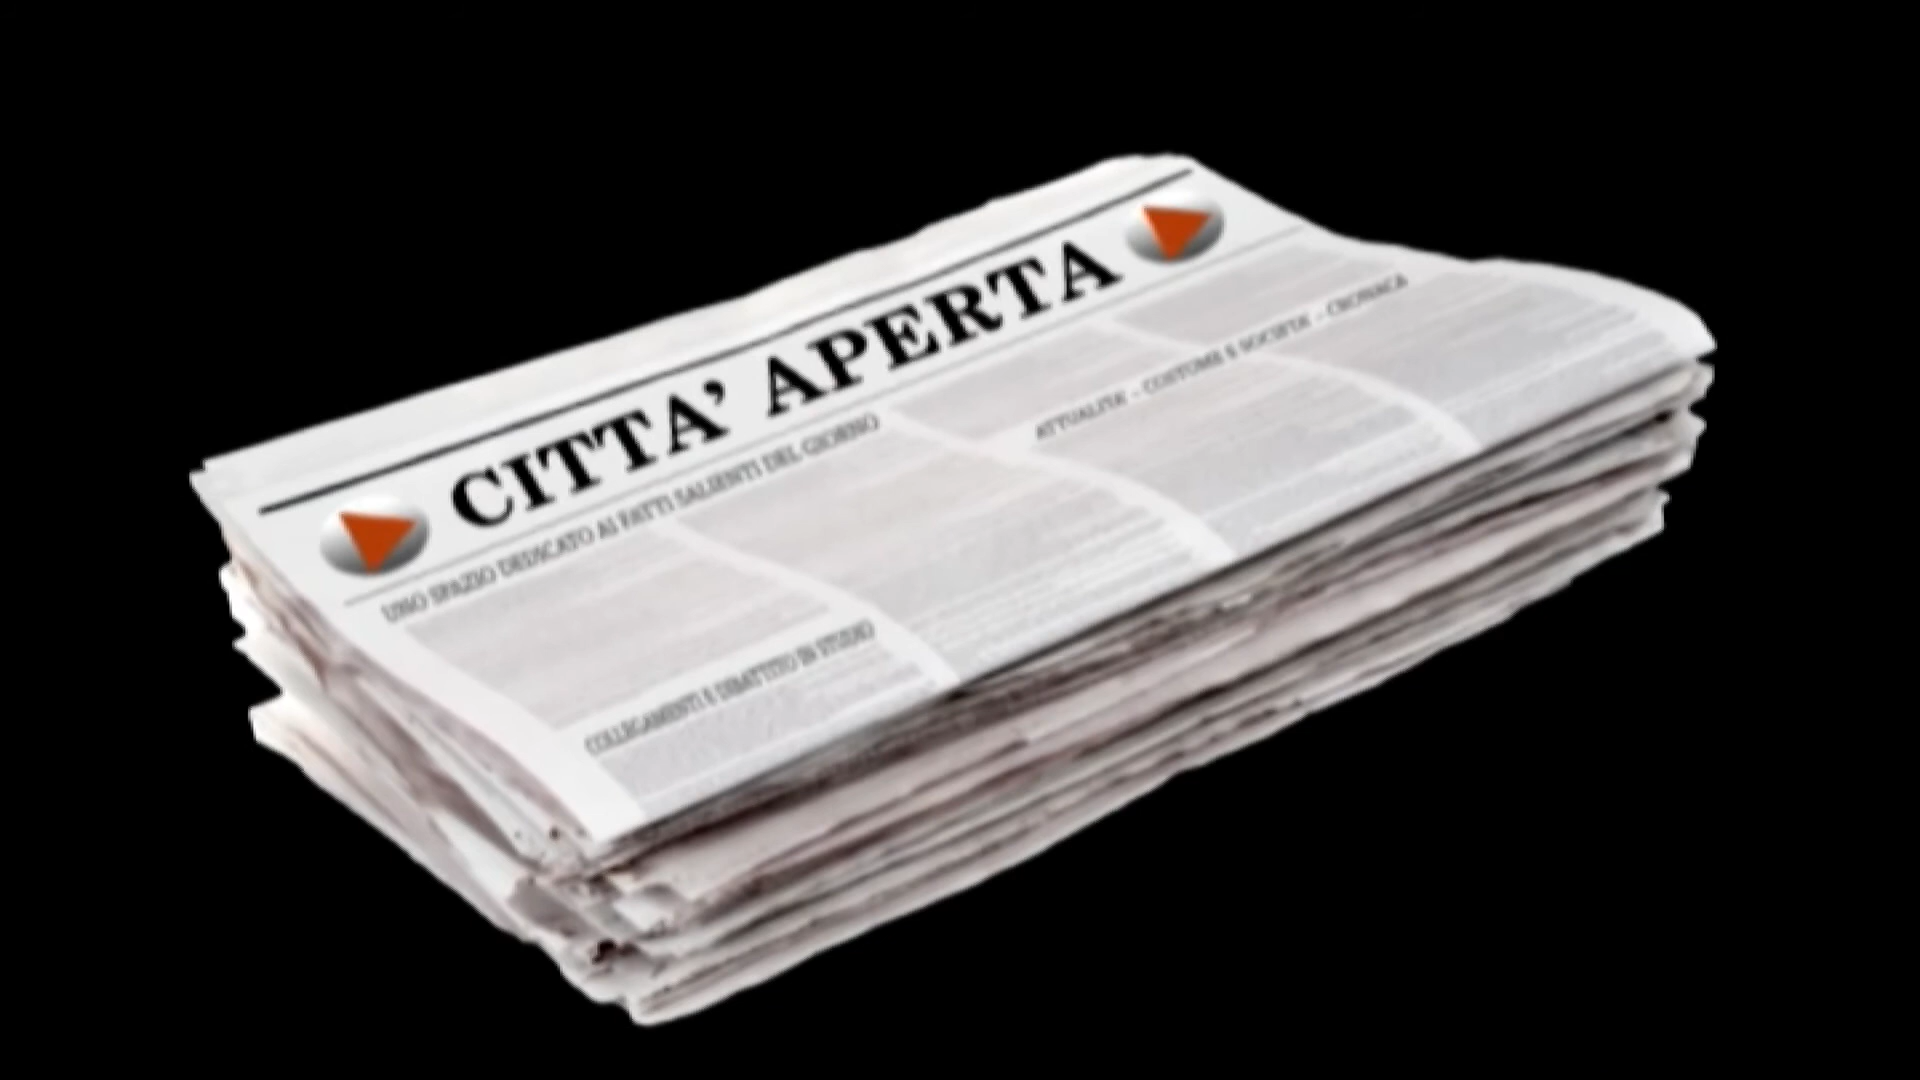 CITTA' APERTA
UNO SPAZIO DEDICATO AI FATTI SALIENTI DEL GIORNO
ATTUALITA' - COSTUME E SOCIETA' - CRONACA
COLLEGAMENTI E DIBATTITO IN STUDIO